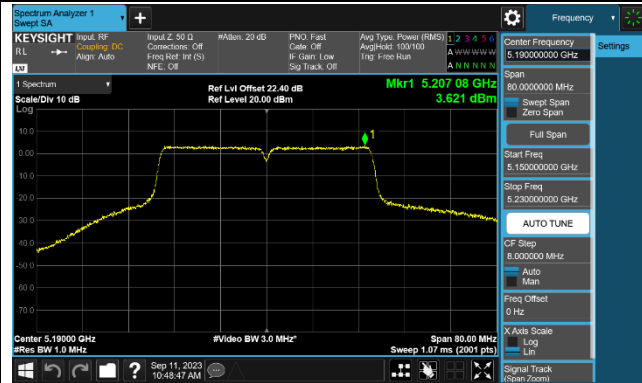 Spectrum Analyzer 1
Swept SA
+
Frequency
KEYSIGHT
RL
LXI
Input: RF
Coupling: DC
Align: Auto
Input Z: 50 Ω
Corrections: Off
Freq Ref: Int (S)
NFE: Off
#Atten: 20 dB
PNO: Fast
Gate: Off
IF Gain: Low
Sig Track: Off
Avg Type: Power (RMS)
Avg|Hold: 100/100
Trig: Free Run
1 2 3 4 5 6
A W W W W W
A N N N N N
1 Spectrum
Scale/Div 10 dB
Log
Ref Lvl Offset 22.40 dB
Ref Level 20.00 dBm
Mkr1 5.207 08 GHz
3.621 dBm
1
10.0
0.00
-10.0
-20.0
-30.0
-40.0
-50.0
-60.0
-70.0
Center 5.19000 GHz
#Res BW 1.0 MHz
#Video BW 3.0 MHz*
Span 80.00 MHz
Sweep 1.07 ms (2001 pts)
Center Frequency
5.190000000 GHz
Settings
Span
80.0000000 MHz
Swept Span
Zero Span
Full Span
Start Freq
5.150000000 GHz
Stop Freq
5.230000000 GHz
AUTO TUNE
CF Step
8.000000 MHz
Auto
Man
Freq Offset
0 Hz
X Axis Scale
Log
Lin
Signal Track
(Span Zoom)
?
Sep 11, 2023
10:48:47 AM